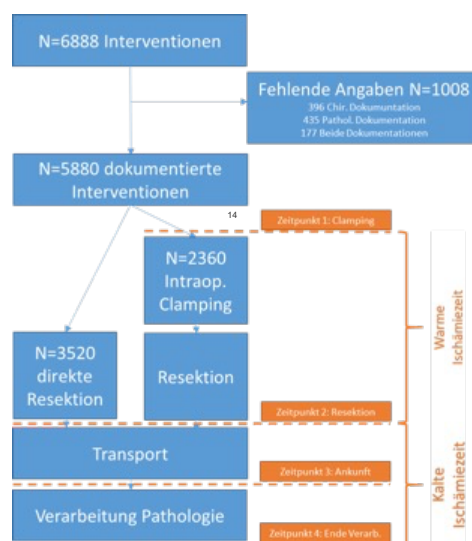 N=6888 Interventionen
Fehlende Angaben N=1008
396 Chir. Dokumuntation
435 Pathol. Dokumentation
177 Beide Dokumentationen
N=5880 dokumentierte
Interventionen
14
Zeitpunkt 1: Clamping
N=2360
Intraop.
Clamping
Warme
Ischämiezeit
N=3520
direkte
Resektion
Resektion
Zeitpunkt 2: Resektion
Transport
Zeitpunkt 3: Ankunft
Kalte
Ischämiezeit
Verarbeitung Pathologie
Zeitpunkt 4: Ende Verarb.